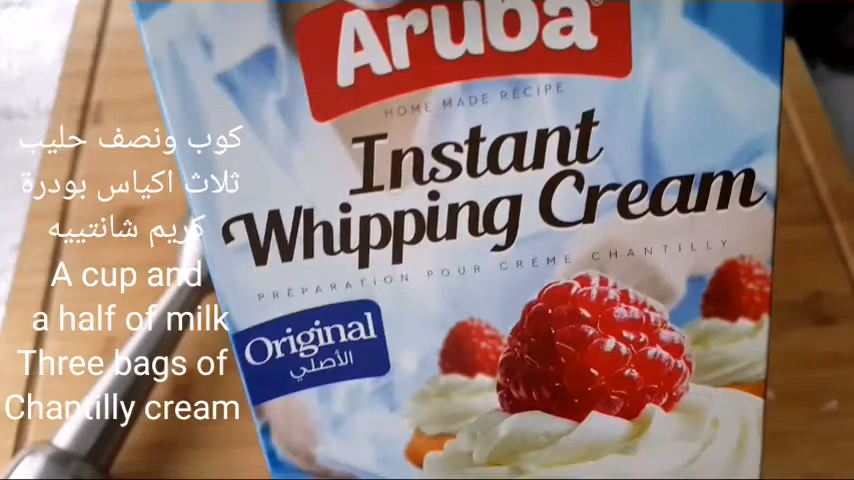 Aruba
HOME MADE RECIPE
Instant
Whipping Cream
PRÉPARATION POUR CRÈME CHANTILLY
Original
الأصلي
كوب ونصف حليب
ثلاث اكياس بودرة
كريم شانتييه
A cup and
a half of milk
Three bags of
Chantilly cream